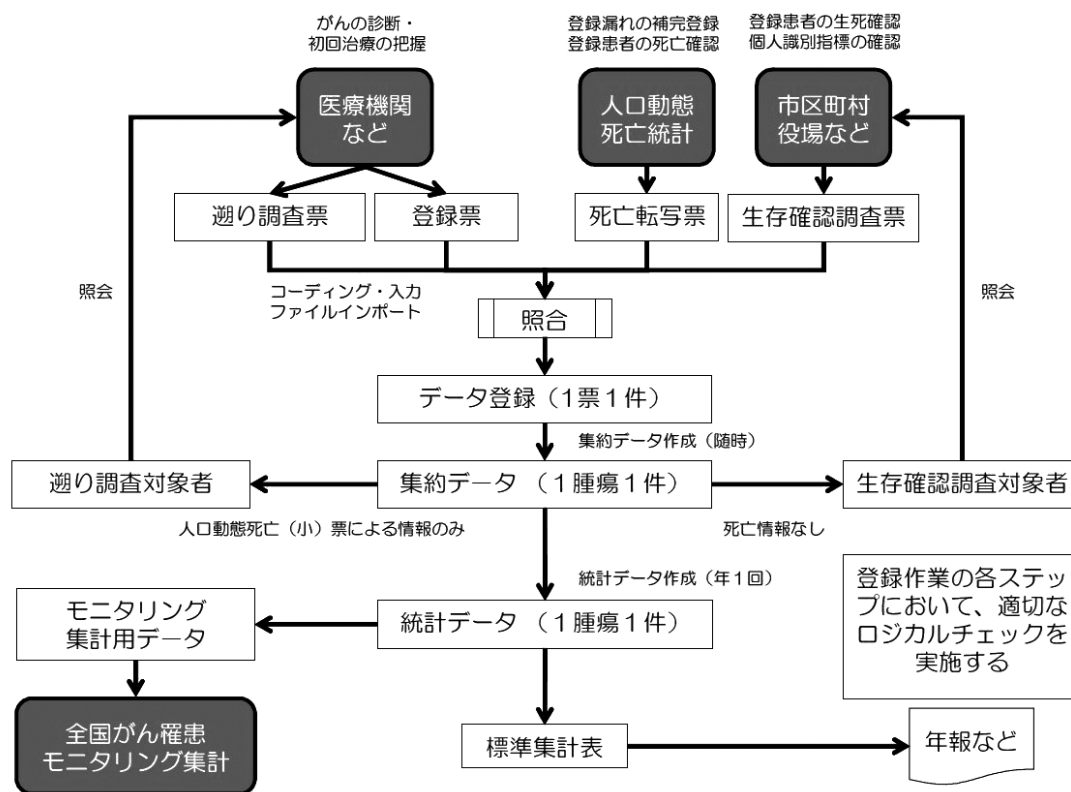 がんの診断・
初回治療の把握
登録漏れの補完登録
登録患者の死亡確認
登録患者の生死確認
個人識別指標の確認
医療機関
など
人口動態
死亡統計
市区町村
役場など
遡り調査票
登録票
死亡転写票
生存確認調査票
照会
コーディング・入力
ファイルインポート
照会
照合
データ登録（1票1件）
集約データ作成（随時）
遡り調査対象者
集約データ （1腫瘍1件）
生存確認調査対象者
人口動態死亡（小）票による情報のみ
死亡情報なし
統計データ作成（年1回）
登録作業の各ステッ
プにおいて、適切な
ロジカルチェックを
実施する
モニタリング
集計用データ
統計データ （1腫瘍1件）
全国がん罹患
モニタリング集計
標準集計表
年報など